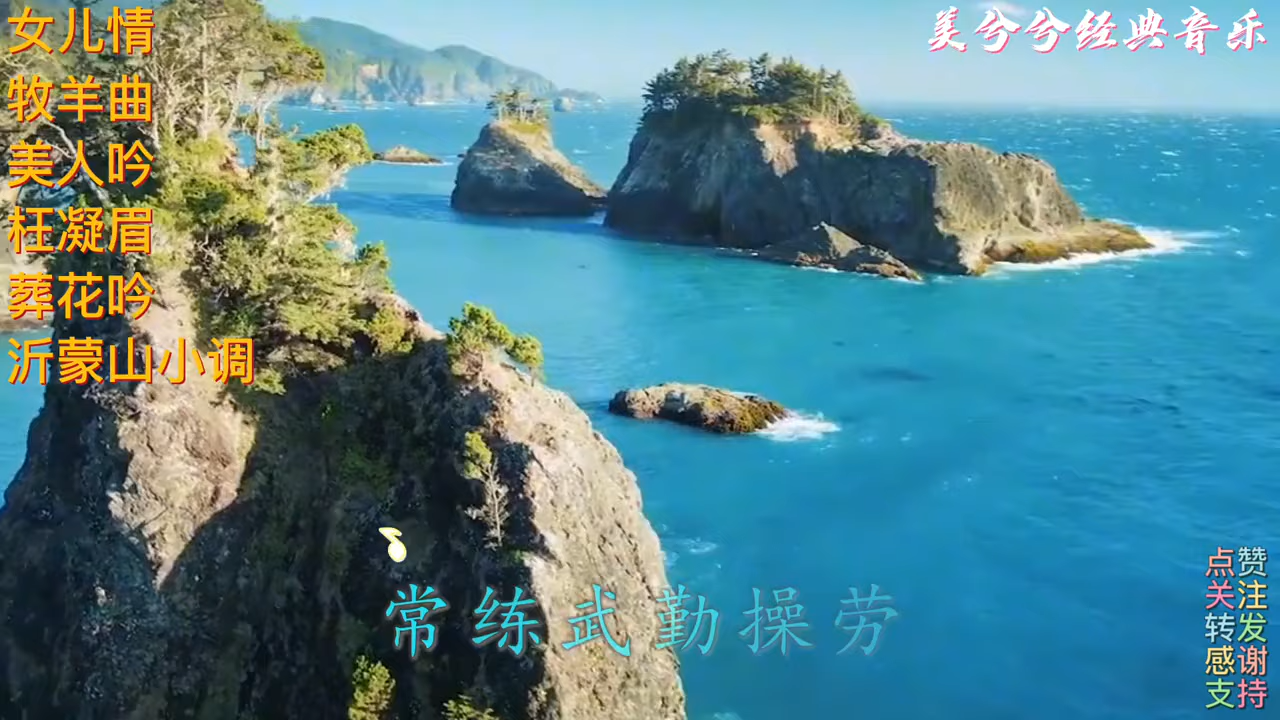 女儿情
牧羊曲
美人吟
枉凝眉
葬花吟
沂蒙山小调
美兮兮经典音乐
常练武勤操劳
点赞
关注
转发
感谢
支持